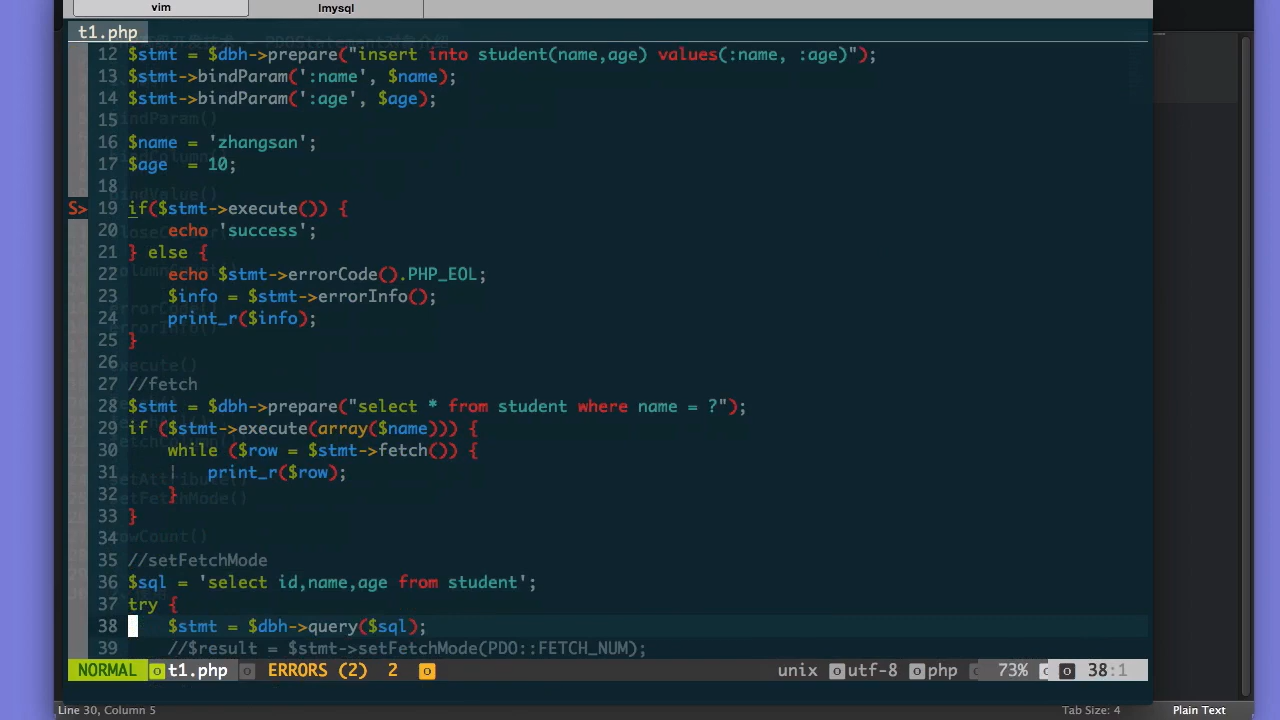 vim
lmysql
t1.php
12 $stmt = $dbh->prepare("insert into student(name,age) values(:name, :age)");
13 $stmt->bindParam(':name', $name);
14 $stmt->bindParam(':age', $age);
15
16 $name = 'zhangsan';
17 $age  = 10;
18
S> 19 if($stmt->execute()) {
20     echo 'success';
21 } else {
22     echo $stmt->errorCode().PHP_EOL;
23     $info = $stmt->errorInfo();
24     print_r($info);
25 }
26
27 //fetch
28 $stmt = $dbh->prepare("select * from student where name = ?");
29 if ($stmt->execute(array($name))) {
30     while ($row = $stmt->fetch()) {
31     |   print_r($row);
32     }
33 }
34
35 //setFetchMode
36 $sql = 'select id,name,age from student';
37 try {
38     $stmt = $dbh->query($sql);
39     //$result = $stmt->setFetchMode(PDO::FETCH_NUM);
NORMAL t1.php ERRORS (2) 2 unix utf-8 php 73% 38:1
Line 30, Column 5 Tab Size: 4 Plain Text